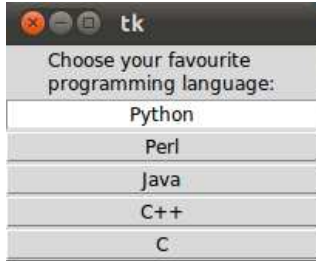 tk
Choose your favourite
programming language:
Python
Perl
Java
C++
C